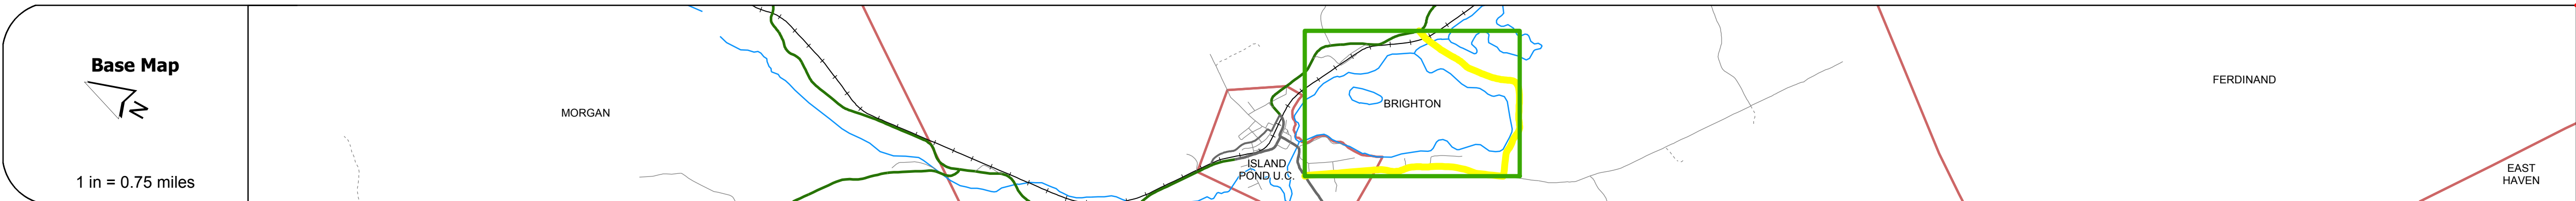 Base Map
N
1 in = 0.75 miles
MORGAN
ISLAND
POND U.C.
BRIGHTON
FERDINAND
EAST
HAVEN